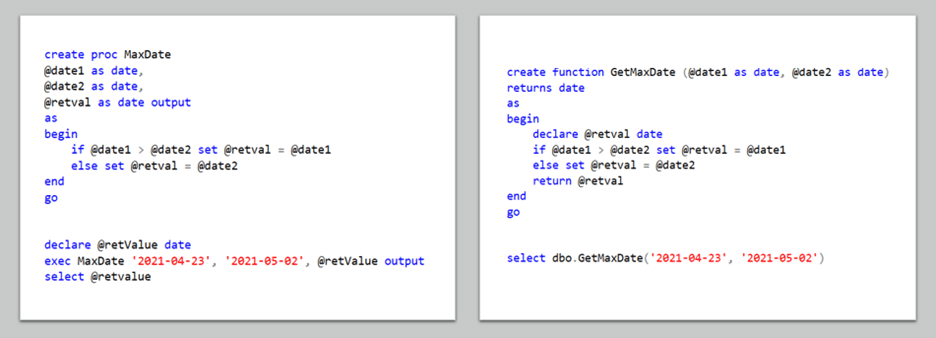 create proc MaxDate
@date1 as date,
@date2 as date,
@retval as date output
as
begin
    if @date1 > @date2 set @retval = @date1
    else set @retval = @date2
end
go
declare @retValue date
exec MaxDate '2021-04-23', '2021-05-02', @retValue output
select @retvalue
create function GetMaxDate (@date1 as date, @date2 as date)
returns date
as
begin
    declare @retval date
    if @date1 > @date2 set @retval = @date1
    else set @retval = @date2
    return @retval
end
go
select dbo.GetMaxDate('2021-04-23', '2021-05-02')